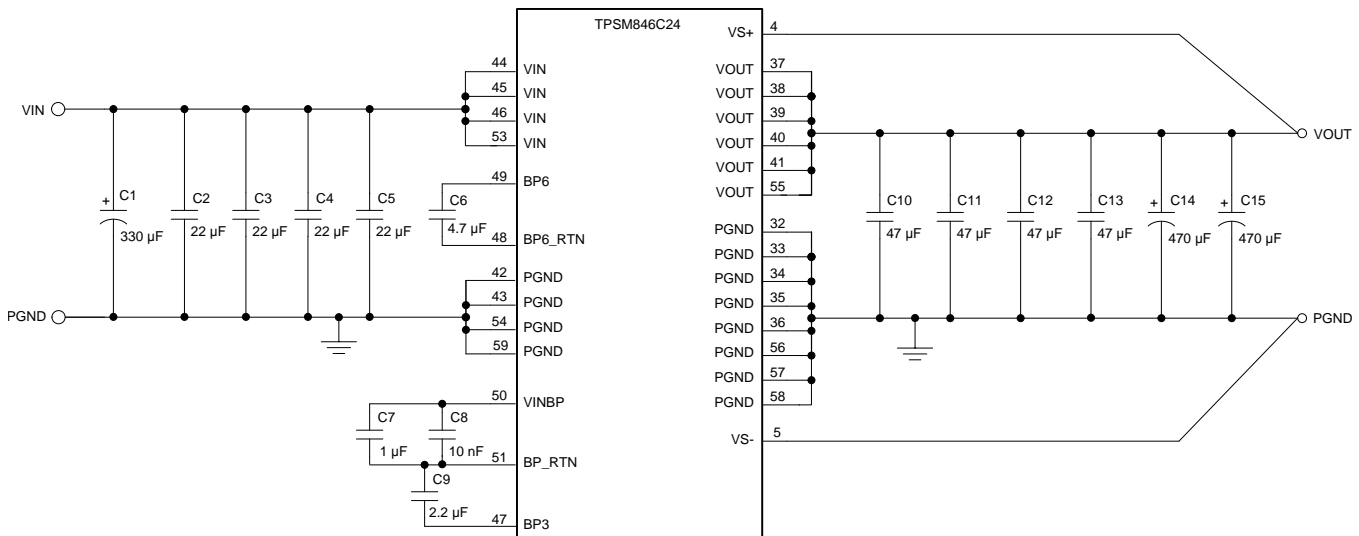 TPSM846C24
VS+ 4
44 VIN
45 VIN
46 VIN
53 VIN
VIN
49 BP6
C6
4.7 µF
48 BP6_RTN
C1
+
330 µF
C2
22 µF
C3
22 µF
C4
22 µF
C5
22 µF
42 PGND
43 PGND
54 PGND
59 PGND
PGND
50 VINBP
C7
1 µF
C8
10 nF
51 BP_RTN
C9
2.2 µF
47 BP3
VOUT 37
VOUT 38
VOUT 39
VOUT 40
VOUT 41
VOUT 55
VOUT
PGND 32
PGND 33
PGND 34
PGND 35
PGND 36
PGND 56
PGND 57
PGND 58
C10
47 µF
C11
47 µF
C12
47 µF
C13
47 µF
+
C14
470 µF
+
C15
470 µF
PGND
VS- 5